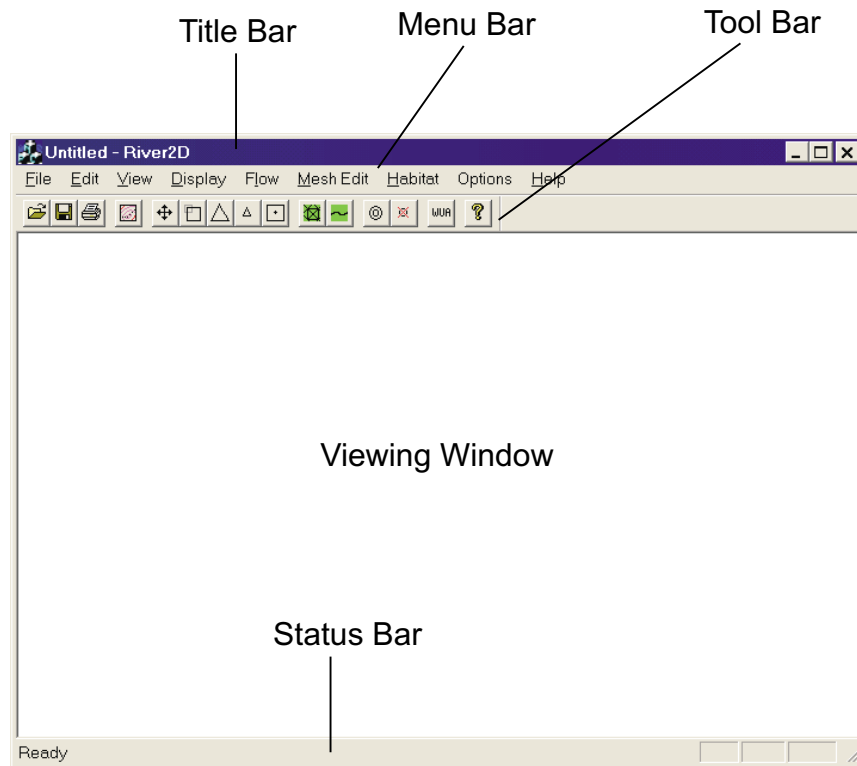 Title Bar Menu Bar Tool Bar
Untitled - River2D
File Edit View Display Flow Mesh Edit Habitat Options Help
WUA ?
Viewing Window
Status Bar
Ready